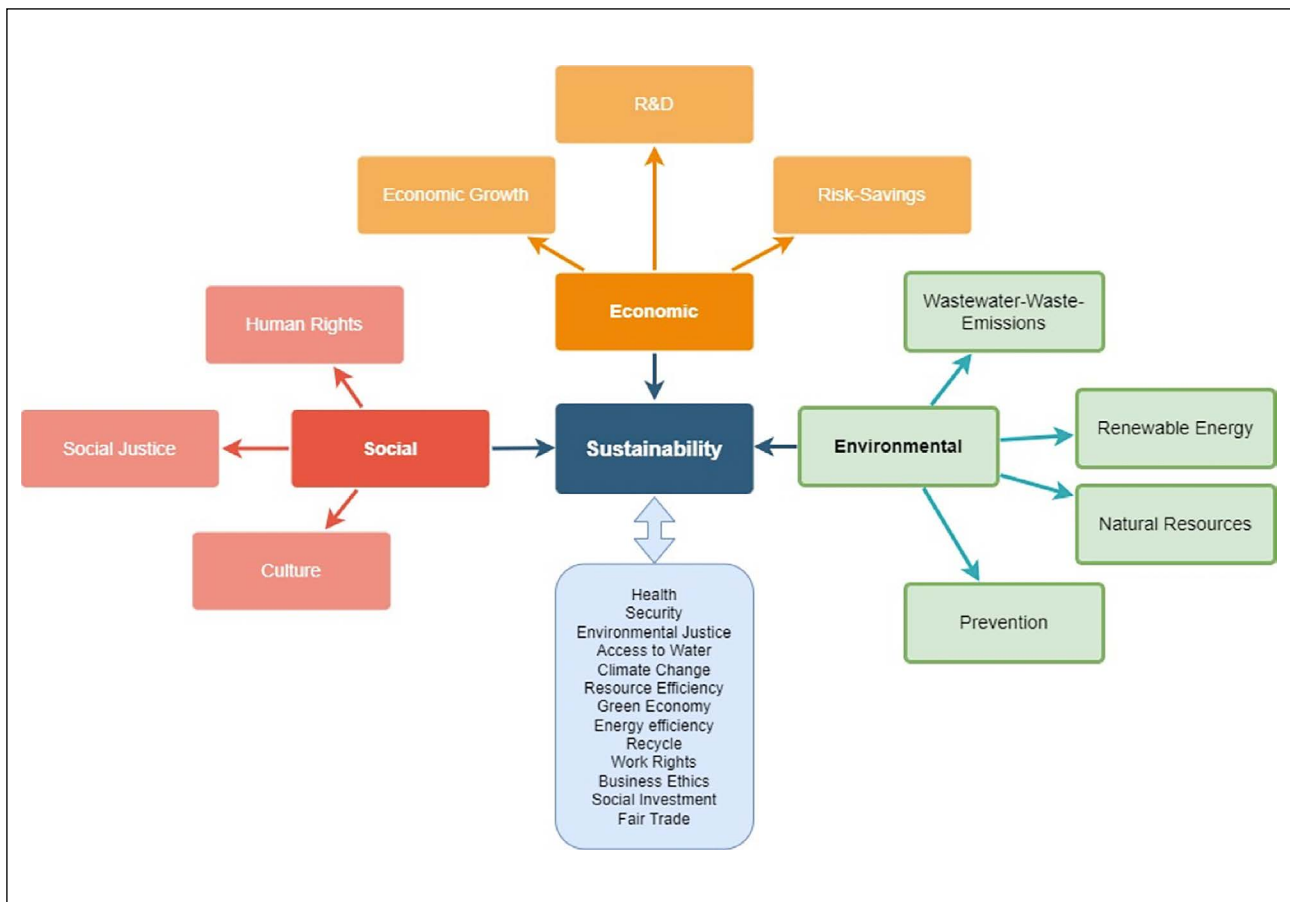 R&D
Economic Growth
Risk-Savings
Economic
Human Rights
Wastewater-Waste-
Emissions
Social Justice
Social
Sustainability
Environmental
Renewable Energy
Natural Resources
Culture
Prevention
Health
Security
Environmental Justice
Access to Water
Climate Change
Resource Efficiency
Green Economy
Energy efficiency
Recycle
Work Rights
Business Ethics
Social Investment
Fair Trade